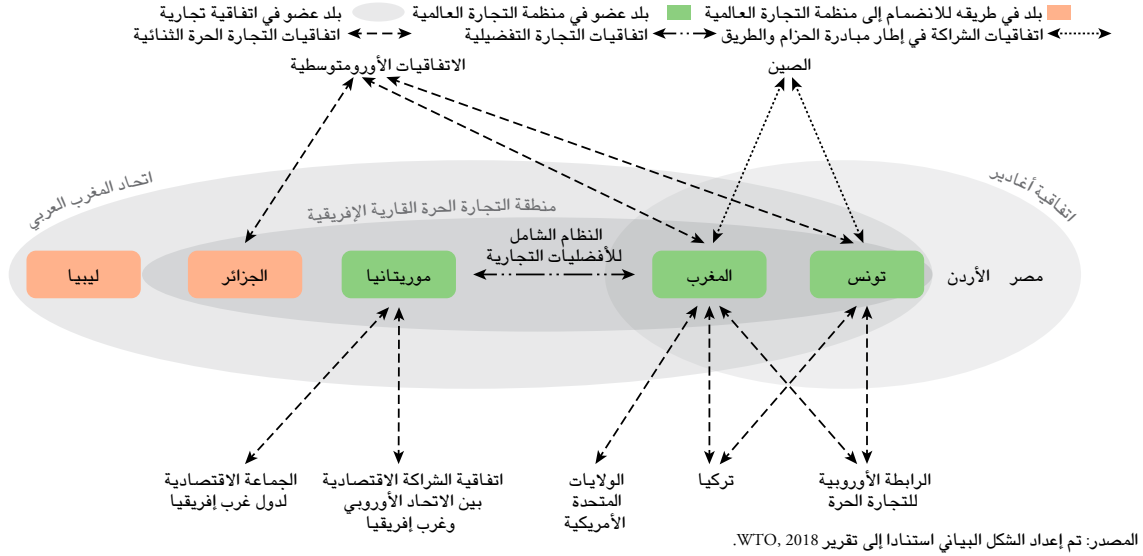 بلد في طريقه للانضمام إلى منظمة التجارة العالمية
بلد عضو في منظمة التجارة العالمية
بلد عضو في اتفاقية تجارية
اتفاقيات الشراكة في إطار مبادرة الحزام والطريق
اتفاقيات التجارة التفضيلية
اتفاقيات التجارة الحرة الثنائية
الصين
الاتفاقيات الأورومتوسطية
اتفاقية أغادير
اتحاد المغرب العربي
منطقة التجارة الحرة القارية الإفريقية
النظام الشامل
للأفضليات التجارية
مصر
الأردن
تونس
المغرب
موريتانيا
الجزائر
ليبيا
الرابطة الأوروبية
للتجارة الحرة
تركيا
الولايات
المتحدة
الأمريكية
اتفاقية الشراكة الاقتصادية
بين الاتحاد الأوروبي
وغرب إفريقيا
الجماعة الاقتصادية
لدول غرب إفريقيا
المصدر: تم إعداد الشكل البياني استنادا إلى تقرير WTO, 2018.